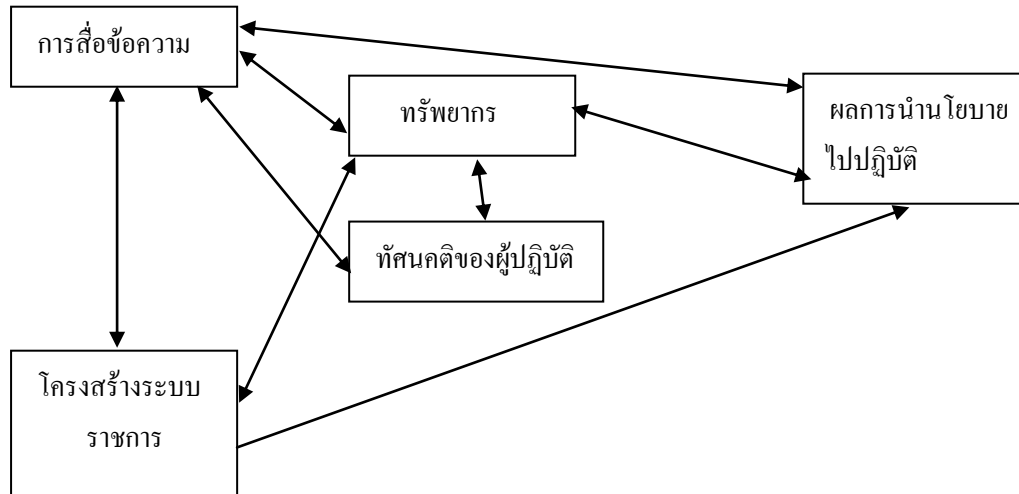 การสื่อข้อความ
ทรัพยากร
ผลการนำนโยบาย
ไปปฏิบัติ
ทัศนคติของผู้ปฏิบัติ
โครงสร้างระบบ
ราชการ